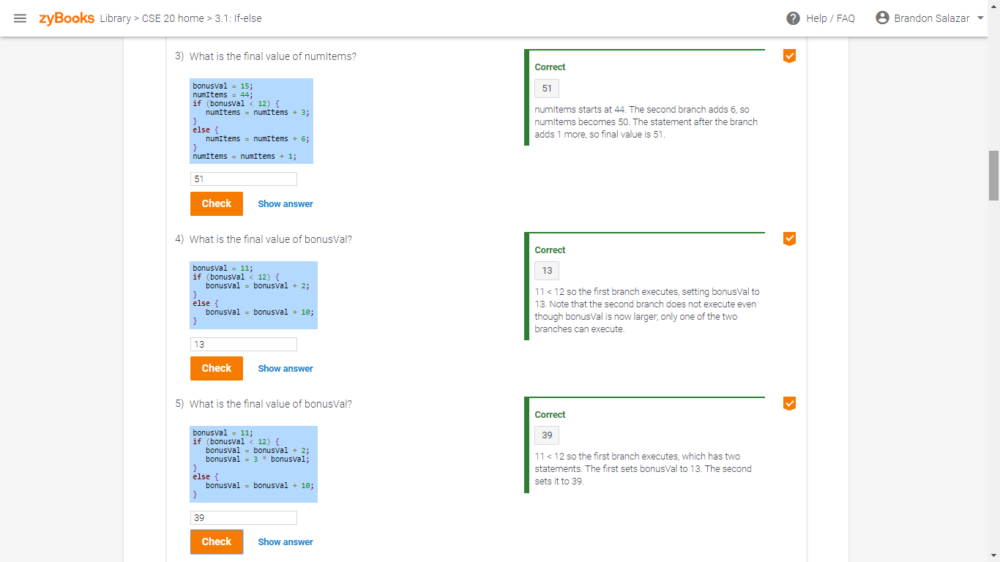 zyBooks Library > CSE 20 home > 3.1: If-else
Help / FAQ
Brandon Salazar
3) What is the final value of numItems?
bonusVal = 15;
numItems = 44;
if (bonusVal < 12) {
numItems = numItems + 3;
}
else {
numItems = numItems + 6;
}
numItems = numItems + 1;
51
Check
Show answer
Correct
51
numItems starts at 44. The second branch adds 6, so
numItems becomes 50. The statement after the branch
adds 1 more, so final value is 51.
4) What is the final value of bonusVal?
bonusVal = 11;
if (bonusVal < 12) {
bonusVal = bonusVal + 2;
}
else {
bonusVal = bonusVal + 10;
}
13
Check
Show answer
Correct
13
11 < 12 so the first branch executes, setting bonusVal to
13. Note that the second branch does not execute even
though bonusVal is now larger; only one of the two
branches can execute.
5) What is the final value of bonusVal?
bonusVal = 11;
if (bonusVal < 12) {
bonusVal = bonusVal + 2;
bonusVal = 3 * bonusVal;
}
else {
bonusVal = bonusVal + 10;
}
39
Check
Show answer
Correct
39
11 < 12 so the first branch executes, which has two
statements. The first sets bonusVal to 13. The second
sets it to 39.